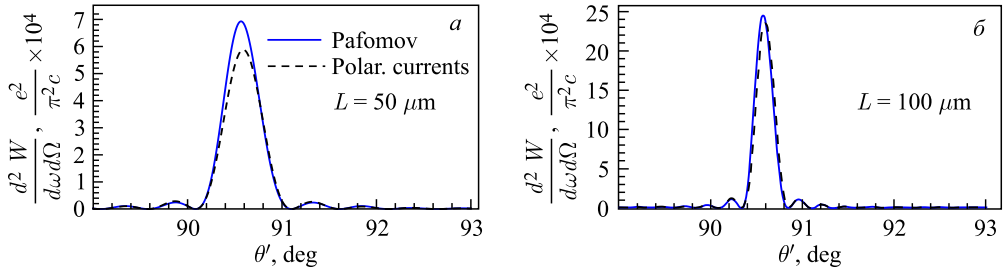 7
6
5
4
3
2
1
0
d² W / dωdΩ , e² / π²c ×10⁴
а
Pafomov
Polar. currents
L = 50 μm
90 91 92 93
θ′, deg
25
20
15
10
5
0
d² W / dωdΩ , e² / π²c ×10⁴
б
L = 100 μm
90 91 92 93
θ′, deg